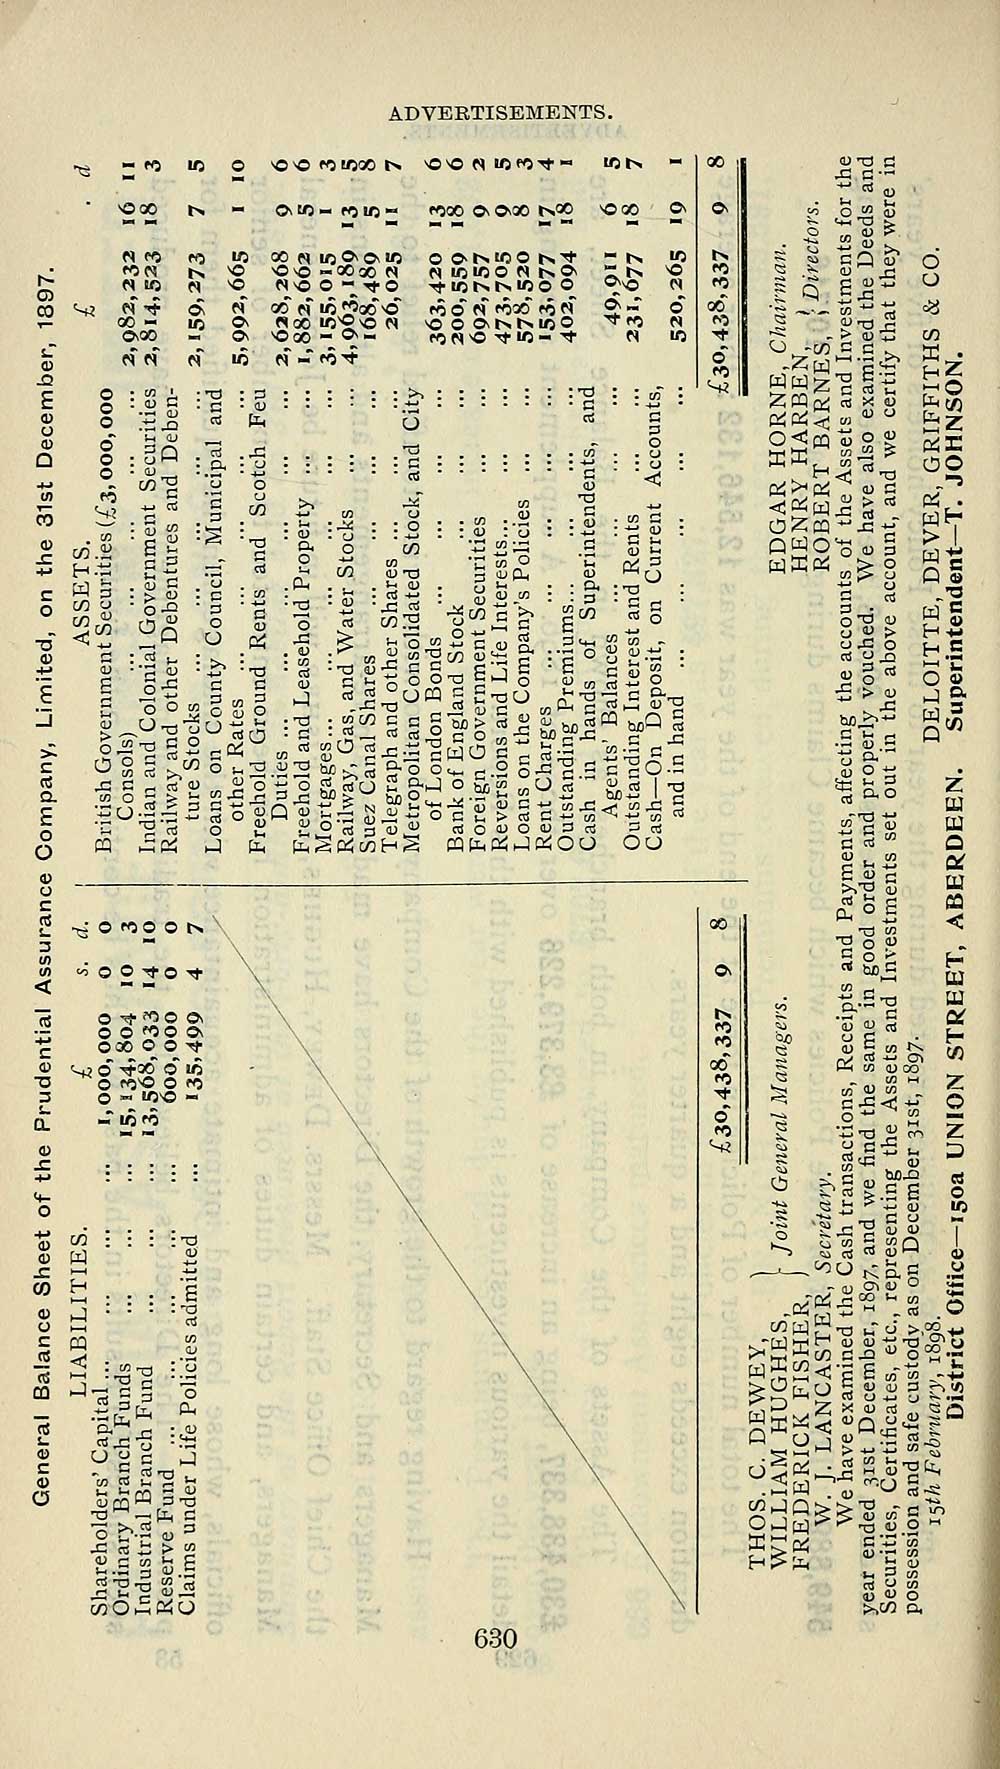 ADVERTISEMENTS.
General Balance Sheet of the Prudential Assurance Company, Limited, on the 31st December, 1897.
LIABILITIES.
£ s. d.
Shareholders' Capital ... ... ... 1,000,000 0 0
Ordinary Branch Funds ... ... 15,134,804 10 3
Industrial Branch Fund ... ... 13,568,033 14 10
Reserve Fund ... ... ... ... 600,000 0 0
Claims under Life Policies admitted ... 135,499 4 7
£30,438,337 9 8
ASSETS.
£ . d
British Government Securities (£3,000,000
Consols) ... ... ... ... 2,982,232 16 11
Indian and Colonial Government Securities 2,814,523 18 3
Railway and other Debentures and Deben-
ture Stocks ... ... ... ... 2,159,273 7 5
Loans on County Council, Municipal and
other Rates ... ... ... ... 5,992,665 1 10
Freehold Ground Rents and Scotch Feu
Duties ... ... ... ... ... 2,628,268 9 6
Freehold and Leasehold Property ... ... 1,882,662 5 6
Mortgages ... ... ... ... ... 3,155,015 1 3
Railway, Gas, and Water Stocks ... ... 4,963,189 13 5
Suez Canal Shares ... ... ... 168,489 5 8
Telegraph and other Shares ... ... ... 26,025 11 7
Metropolitan Consolidated Stock, and City
of London Bonds ... ... ... 363,420 13 6
Bank of England Stock ... ... ... 200,559 18 6
Foreign Government Securities ... ... 692,757 9 2
Reversions and Life Interests... ... ... 473,705 9 5
Loans on the Company's Policies ... ... 578,520 8 3
Rent Charges ... ... ... ... 153,077 17 4
Outstanding Premiums... ... ... ... 402,094 18 1
Cash in hands of Superintendents, and
Agents' Balances ... ... ... 49,911 6 5
Outstanding Interest and Rents ... ... 231,677 18 7
Cash—On Deposit, on Current Accounts,
and in hand ... ... ... ... 520,265 19 1
£30,438,337 9 8
THOS. C. DEWEY,
WILLIAM HUGHES, } Joint General Managers.
FREDERICK FISHER,
W. J. LANCASTER, Secretary.
EDGAR HORNE, Chairman.
HENRY HARBEN, } Directors.
ROBERT BARNES,
We have examined the Cash transactions, Receipts and Payments, affecting the accounts of the Assets and Investments for the
year ended 31st December, 1897, and we find the same in good order and properly vouched. We have also examined the Deeds and
Securities, Certificates, etc., representing the Assets and Investments set out in the above account, and we certify that they were in
possession and safe custody as on December 31st, 1897.
15th February, 1898. DELOITTE, DEVER, GRIFFITHS & CO.
District Office—150a UNION STREET, ABERDEEN. Superintendent—T. JOHNSON.
630